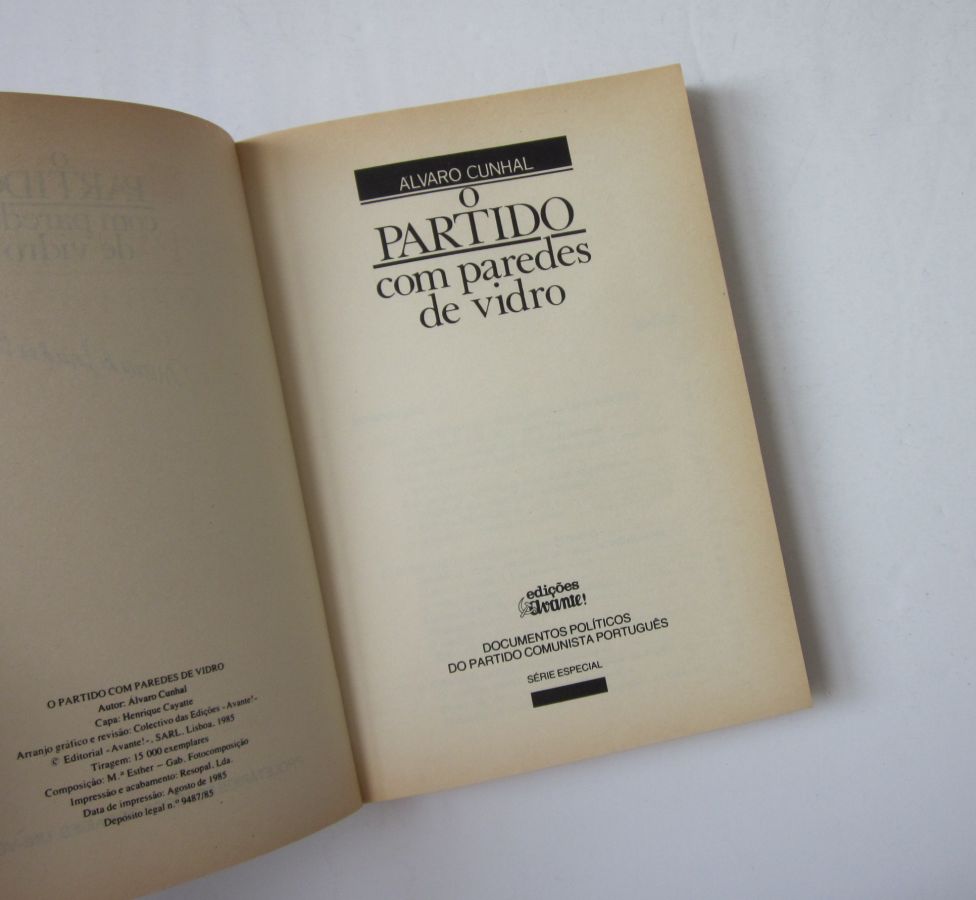 O PARTIDO COM PAREDES DE VIDRO
Autor: Álvaro Cunhal
Capa: Henrique Cayatte
Arranjo gráfico e revisão: Colectivo das Edições «Avante!»
© Editorial «Avante!», SARL, Lisboa, 1985
Tiragem: 15 000 exemplares
Composição: M.ª Esther — Gab. Fotocomposição
Impressão e acabamento: Resopal, Lda.
Data de impressão: Agosto de 1985
Depósito legal n.º 9487/85
ALVARO CUNHAL
O
PARTIDO
com paredes
de vidro
edições
Avante!
DOCUMENTOS POLÍTICOS
DO PARTIDO COMUNISTA PORTUGUÊS
SÉRIE ESPECIAL